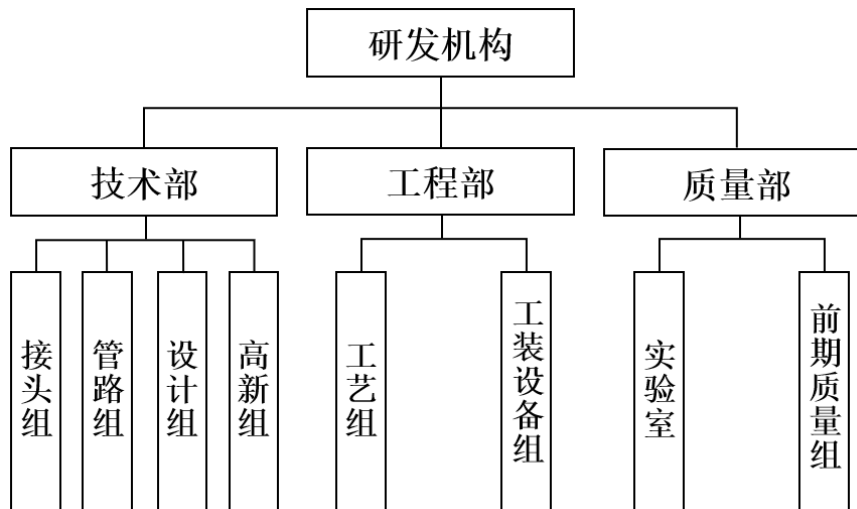 研发机构
技术部
工程部
质量部
接头组
管路组
设计组
高新组
工艺组
工装设备组
实验室
前期质量组